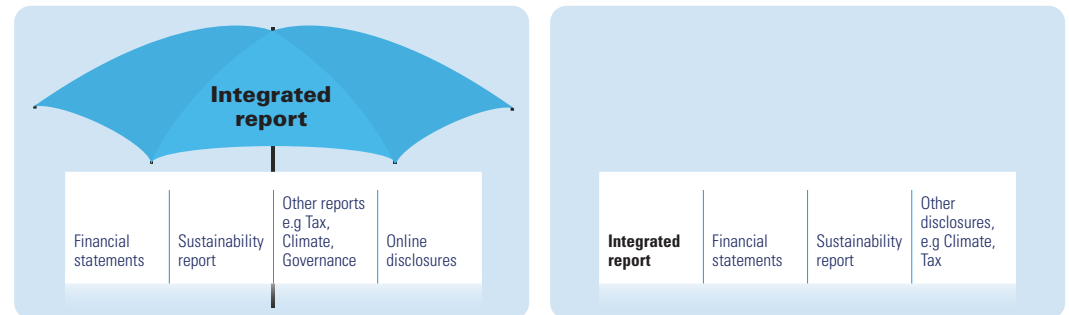 Integrated
report
Financial
statements
Sustainability
report
Other reports
e.g Tax,
Climate,
Governance
Online
disclosures
Integrated
report
Financial
statements
Sustainability
report
Other
disclosures,
e.g Climate,
Tax